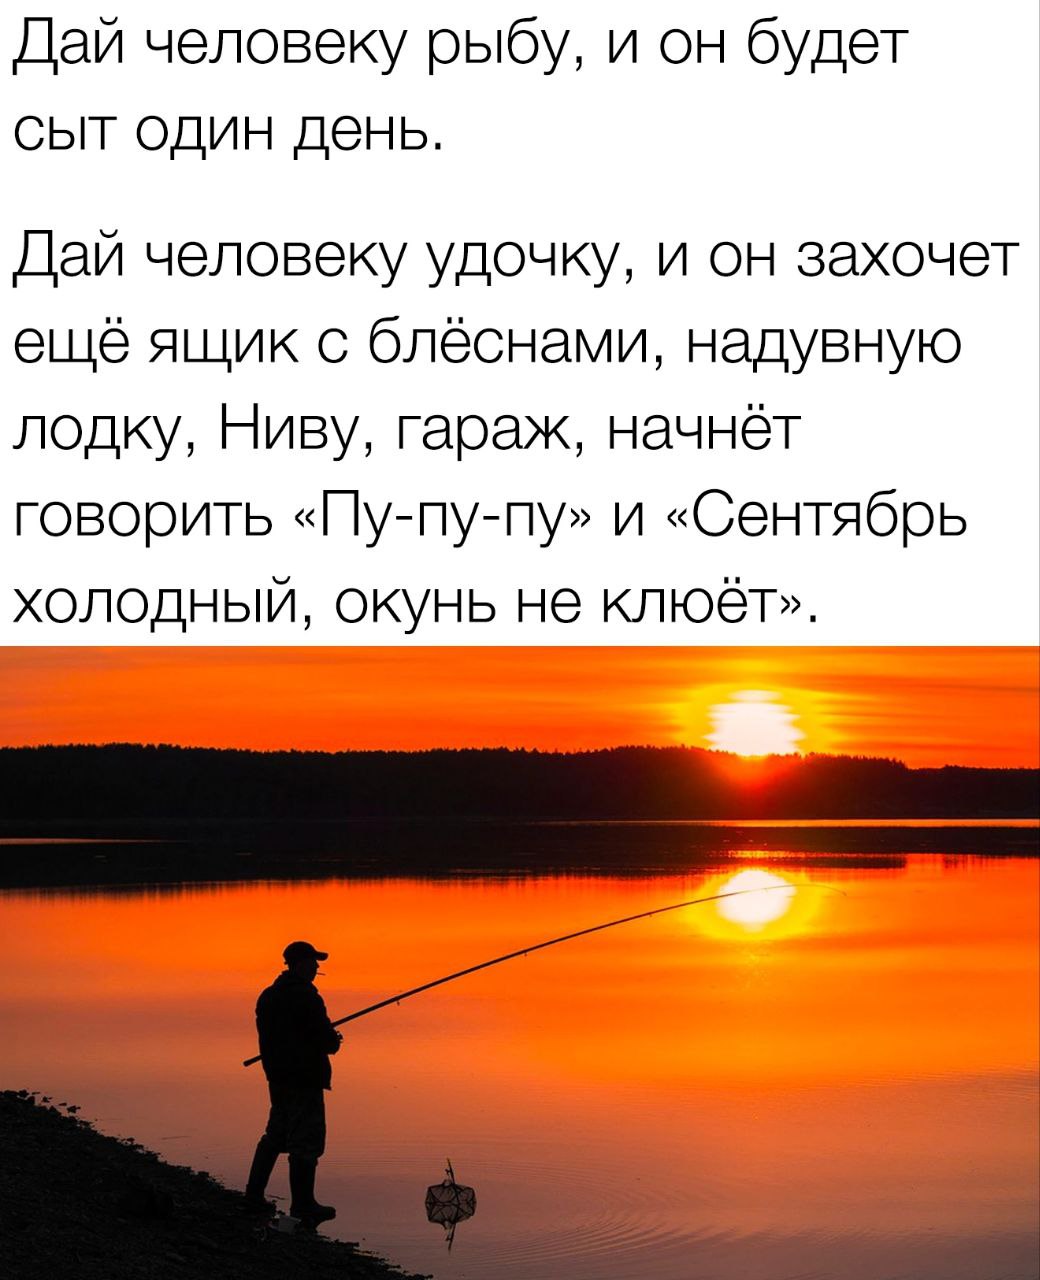 Дай человеку рыбу, и он будет
сыт один день.
Дай человеку удочку, и он захочет
ещё ящик с блёснами, надувную
лодку, Ниву, гараж, начнёт
говорить «Пу-пу-пу» и «Сентябрь
холодный, окунь не клюёт».